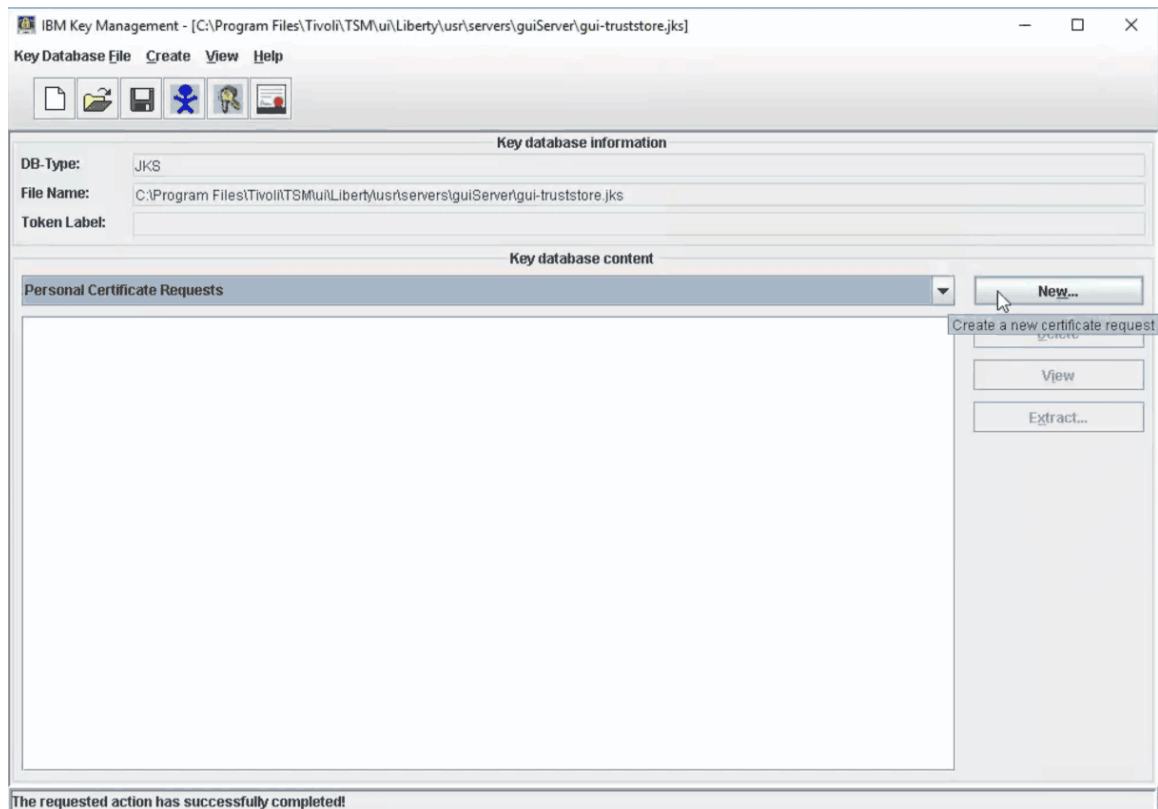 IBM Key Management - [C:\Program Files\Tivoli\TSM\ui\Liberty\usr\servers\guiServer\gui-truststore.jks]
Key Database File Create View Help
Key database information
DB-Type: JKS
File Name: C:\Program Files\Tivoli\TSM\ui\Liberty\usr\servers\guiServer\gui-truststore.jks
Token Label:
Key database content
Personal Certificate Requests New...
Create a new certificate request
Delete
View
Extract...
The requested action has successfully completed!